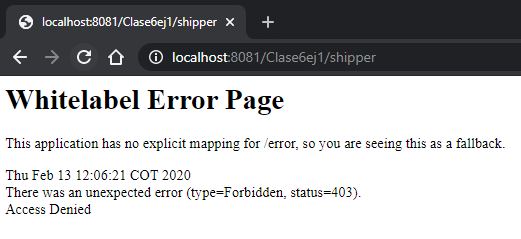 localhost:8081/Clase6ej1/shipper
localhost:8081/Clase6ej1/shipper
Whitelabel Error Page
This application has no explicit mapping for /error, so you are seeing this as a fallback.
Thu Feb 13 12:06:21 COT 2020
There was an unexpected error (type=Forbidden, status=403).
Access Denied